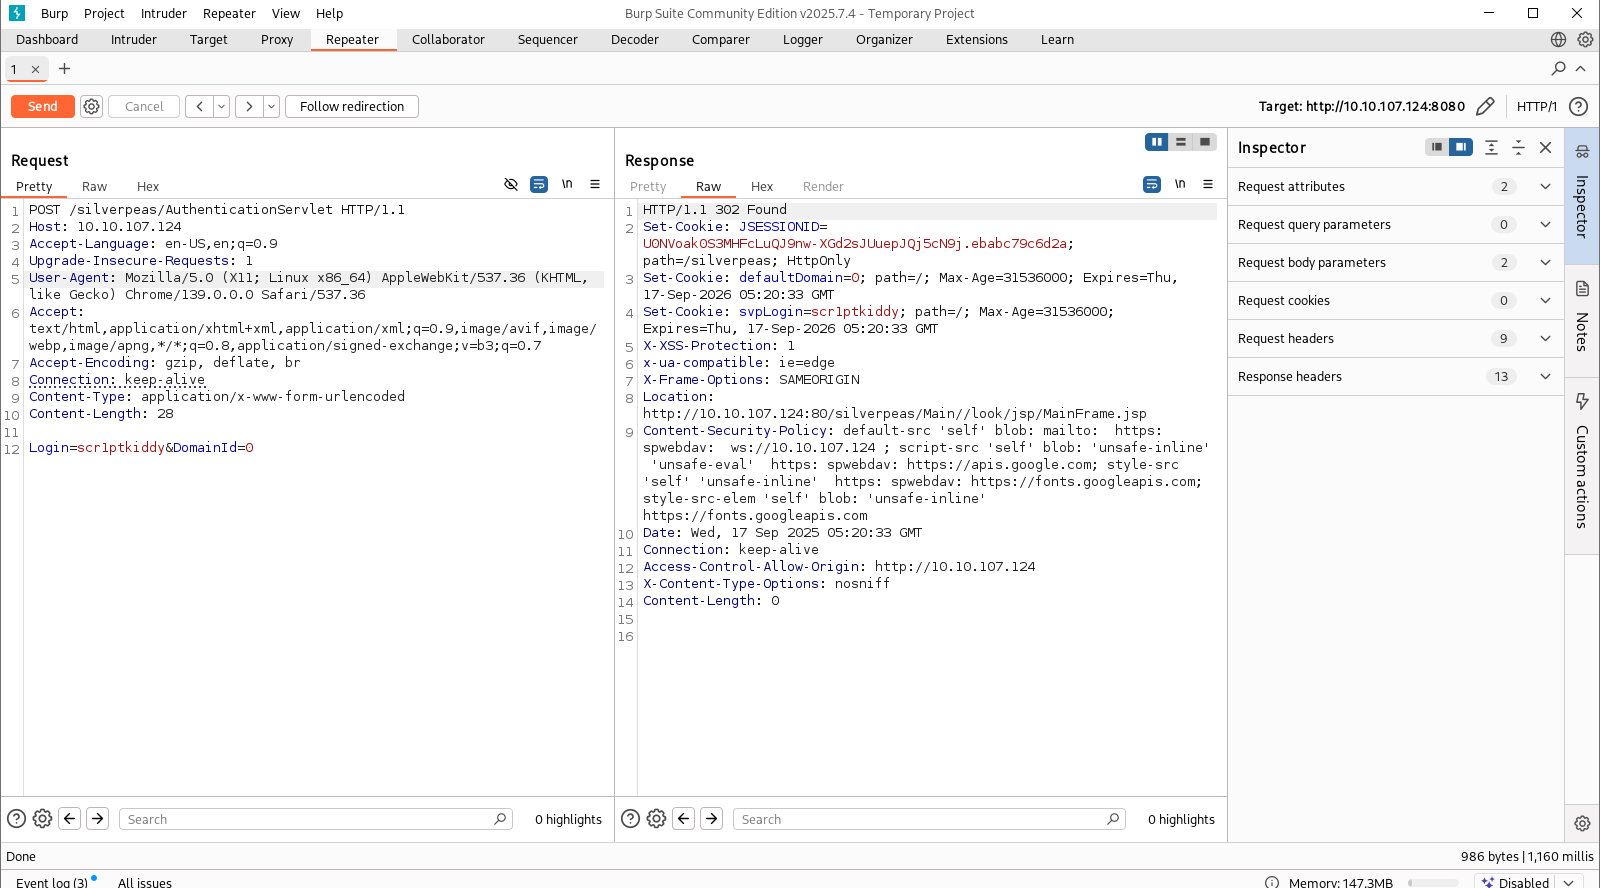 Burp Project Intruder Repeater View Help Burp Suite Community Edition v2025.7.4 - Temporary Project
Dashboard Intruder Target Proxy Repeater Collaborator Sequencer Decoder Comparer Logger Organizer Extensions Learn
1 × +
Send Cancel < > Follow redirection Target: http://10.10.107.124:8080 HTTP/1
Request
Pretty Raw Hex \n
1 POST /silverpeas/AuthenticationServlet HTTP/1.1
2 Host: 10.10.107.124
3 Accept-Language: en-US,en;q=0.9
4 Upgrade-Insecure-Requests: 1
5 User-Agent: Mozilla/5.0 (X11; Linux x86_64) AppleWebKit/537.36 (KHTML,
like Gecko) Chrome/139.0.0.0 Safari/537.36
6 Accept:
text/html,application/xhtml+xml,application/xml;q=0.9,image/avif,image/
webp,image/apng,*/*;q=0.8,application/signed-exchange;v=b3;q=0.7
7 Accept-Encoding: gzip, deflate, br
8 Connection: keep-alive
9 Content-Type: application/x-www-form-urlencoded
10 Content-Length: 28
11
12 Login=scr1ptkiddy&DomainId=0
Search 0 highlights
Response
Pretty Raw Hex Render \n
1 HTTP/1.1 302 Found
2 Set-Cookie: JSESSIONID=
UONVoakOS3MHFcLuQJ9nw-XGd2sJUuepJQj5cN9j.ebabc79c6d2a;
path=/silverpeas; HttpOnly
3 Set-Cookie: defaultDomain=0; path=/; Max-Age=31536000; Expires=Thu,
17-Sep-2026 05:20:33 GMT
4 Set-Cookie: svpLogin=scr1ptkiddy; path=/; Max-Age=31536000;
Expires=Thu, 17-Sep-2026 05:20:33 GMT
5 X-XSS-Protection: 1
6 x-ua-compatible: ie=edge
7 X-Frame-Options: SAMEORIGIN
8 Location:
http://10.10.107.124:80/silverpeas/Main//look/jsp/MainFrame.jsp
9 Content-Security-Policy: default-src 'self' blob: mailto:  https:
spwebdav:  ws://10.10.107.124 ; script-src 'self' blob: 'unsafe-inline'
'unsafe-eval'  https: spwebdav: https://apis.google.com; style-src
'self' 'unsafe-inline'  https: spwebdav: https://fonts.googleapis.com;
style-src-elem 'self' blob: 'unsafe-inline'
https://fonts.googleapis.com
10 Date: Wed, 17 Sep 2025 05:20:33 GMT
11 Connection: keep-alive
12 Access-Control-Allow-Origin: http://10.10.107.124
13 X-Content-Type-Options: nosniff
14 Content-Length: 0
15
16
Search 0 highlights
Inspector
Request attributes 2
Request query parameters 0
Request body parameters 2
Request cookies 0
Request headers 9
Response headers 13
Inspector
Notes
Custom actions
Done 986 bytes | 1,160 millis
Event log (3) All issues Memory: 147.3MB Disabled